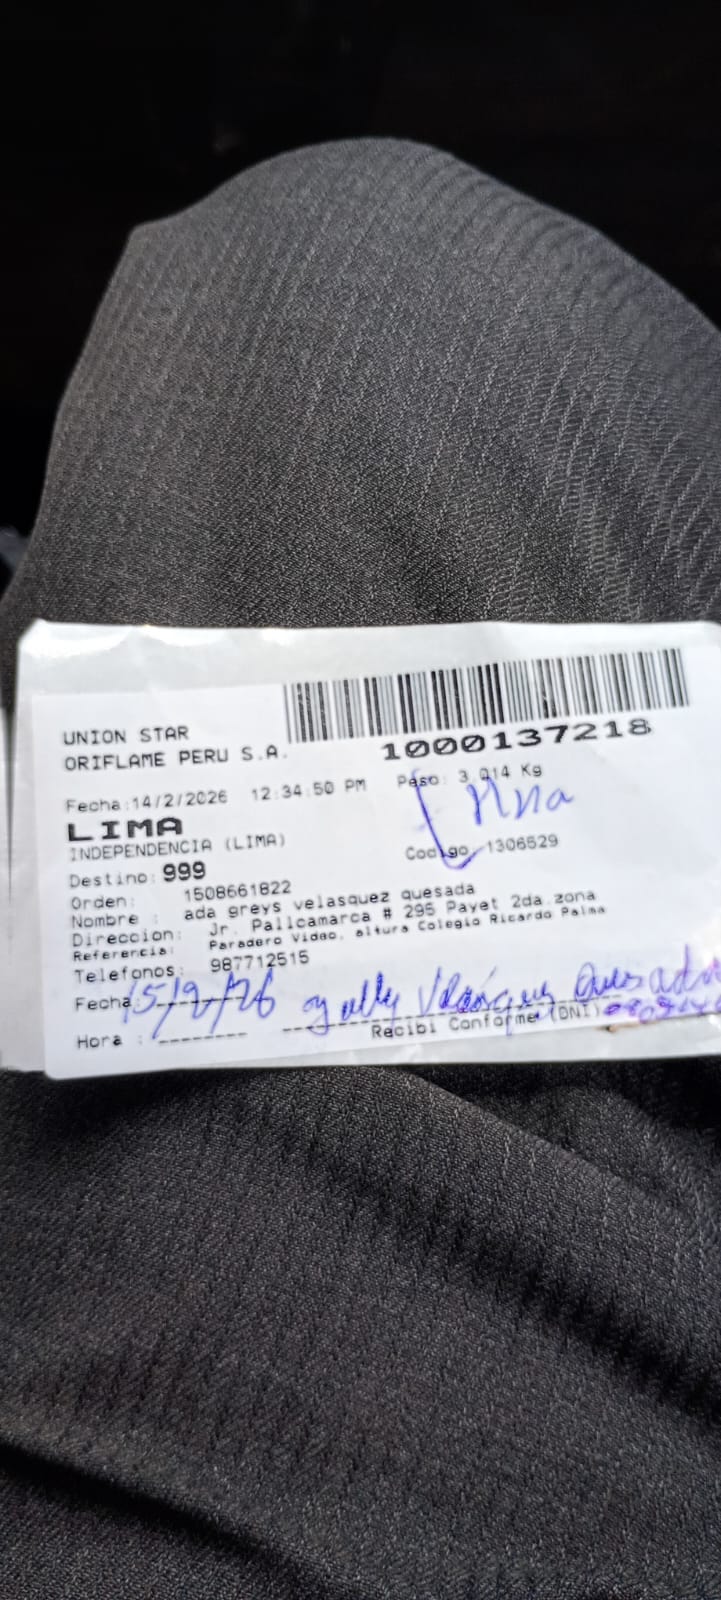 UNION STAR
ORIFLAME PERU S.A.
1000137218
Fecha:14/2/2026 12:34:50 PM Peso: 3.014 Kg
LIMA
INDEPENDENCIA (LIMA)
Codigo 1306529
Destino: 999
Orden: 1508661822
Nombre : ada greys velasquez quesada
Direccion: Jr. Pallcamarca # 295 Payet 2da.zona
Referencia: Paradero Video, altura Colegio Ricardo Palma
Telefonos: 987712515
Fecha 15/2/26
Hora :
Recibi Conforme (DNI)